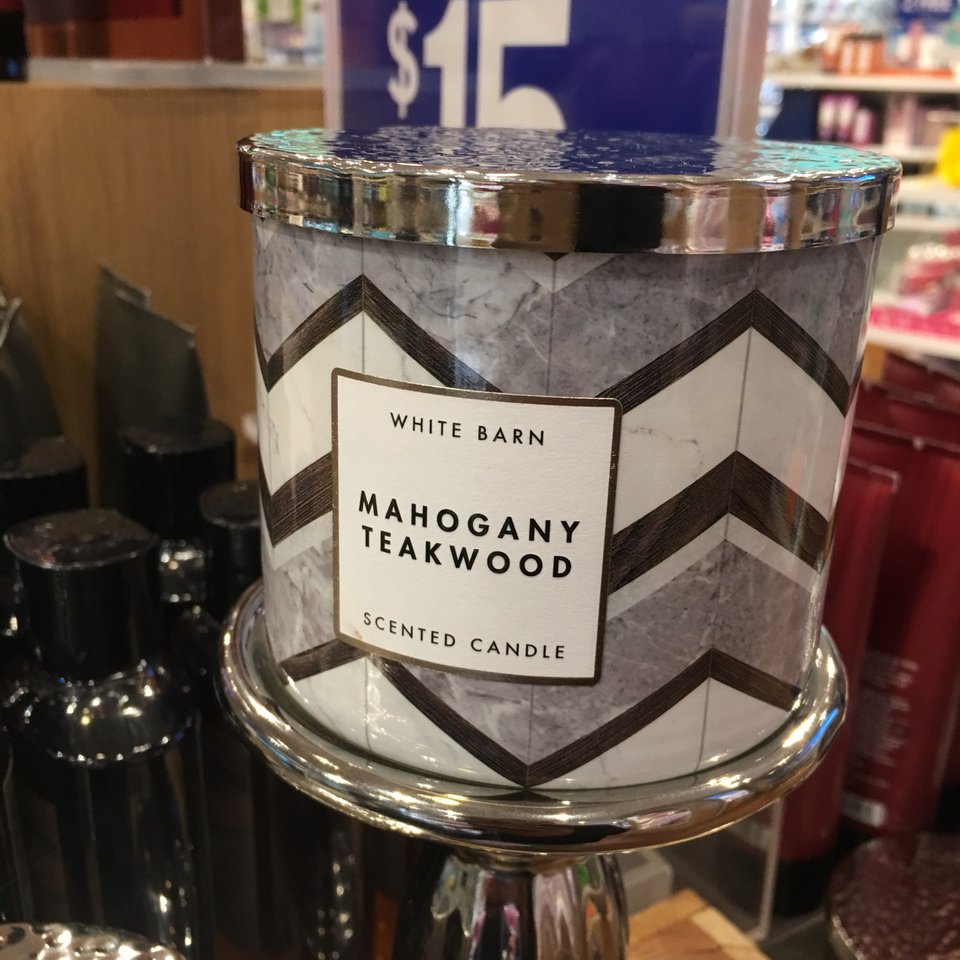 $15
WHITE BARN
MAHOGANY
TEAKWOOD
SCENTED CANDLE